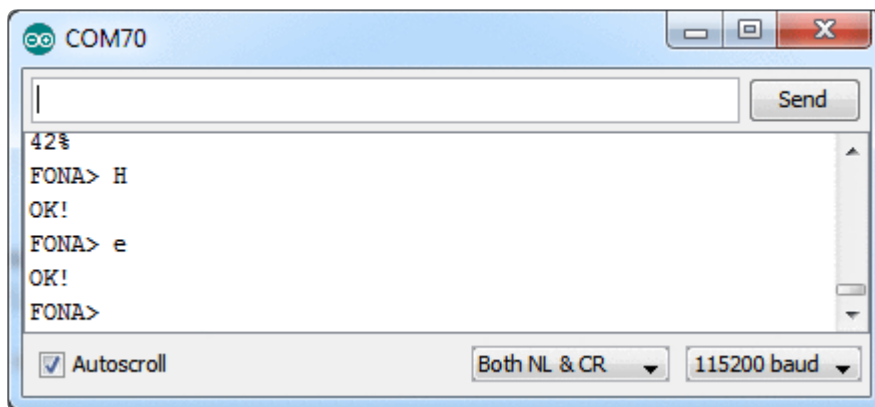 COM70
Send
42%
FONA> H
OK!
FONA> e
OK!
FONA>
Autoscroll
Both NL & CR
115200 baud